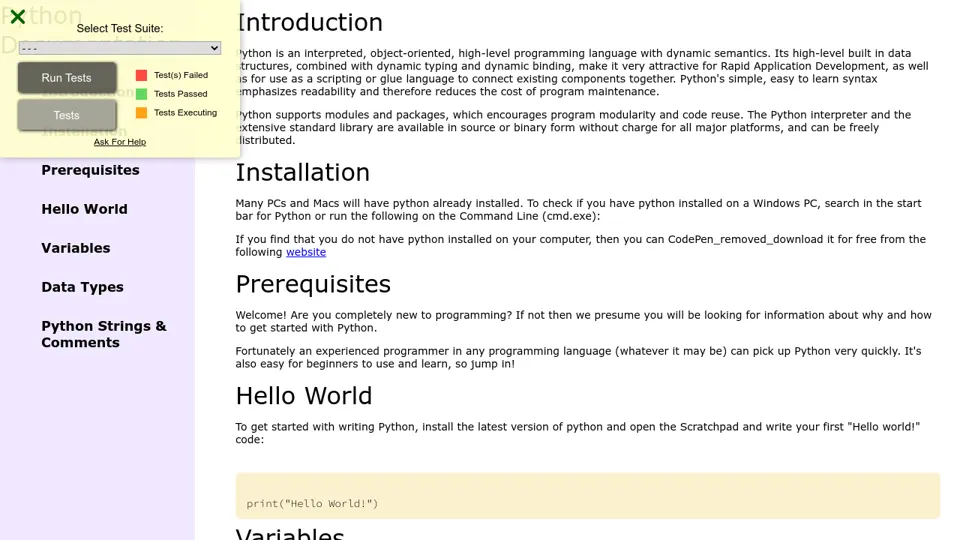 Python
Documentation
Select Test Suite:
---
Run Tests
Tests
Test(s) Failed
Tests Passed
Tests Executing
Ask For Help
Introduction
Installation
Prerequisites
Hello World
Variables
Data Types
Python Strings &
Comments
Introduction
Python is an interpreted, object-oriented, high-level programming language with dynamic semantics. Its high-level built in data
structures, combined with dynamic typing and dynamic binding, make it very attractive for Rapid Application Development, as well
as for use as a scripting or glue language to connect existing components together. Python's simple, easy to learn syntax
emphasizes readability and therefore reduces the cost of program maintenance.
Python supports modules and packages, which encourages program modularity and code reuse. The Python interpreter and the
extensive standard library are available in source or binary form without charge for all major platforms, and can be freely
distributed.
Installation
Many PCs and Macs will have python already installed. To check if you have python installed on a Windows PC, search in the start
bar for Python or run the following on the Command Line (cmd.exe):
If you find that you do not have python installed on your computer, then you can CodePen_removed_download it for free from the
following website
Prerequisites
Welcome! Are you completely new to programming? If not then we presume you will be looking for information about why and how
to get started with Python.
Fortunately an experienced programmer in any programming language (whatever it may be) can pick up Python very quickly. It's
also easy for beginners to use and learn, so jump in!
Hello World
To get started with writing Python, install the latest version of python and open the Scratchpad and write your first "Hello world!"
code:
print("Hello World!")
Variables